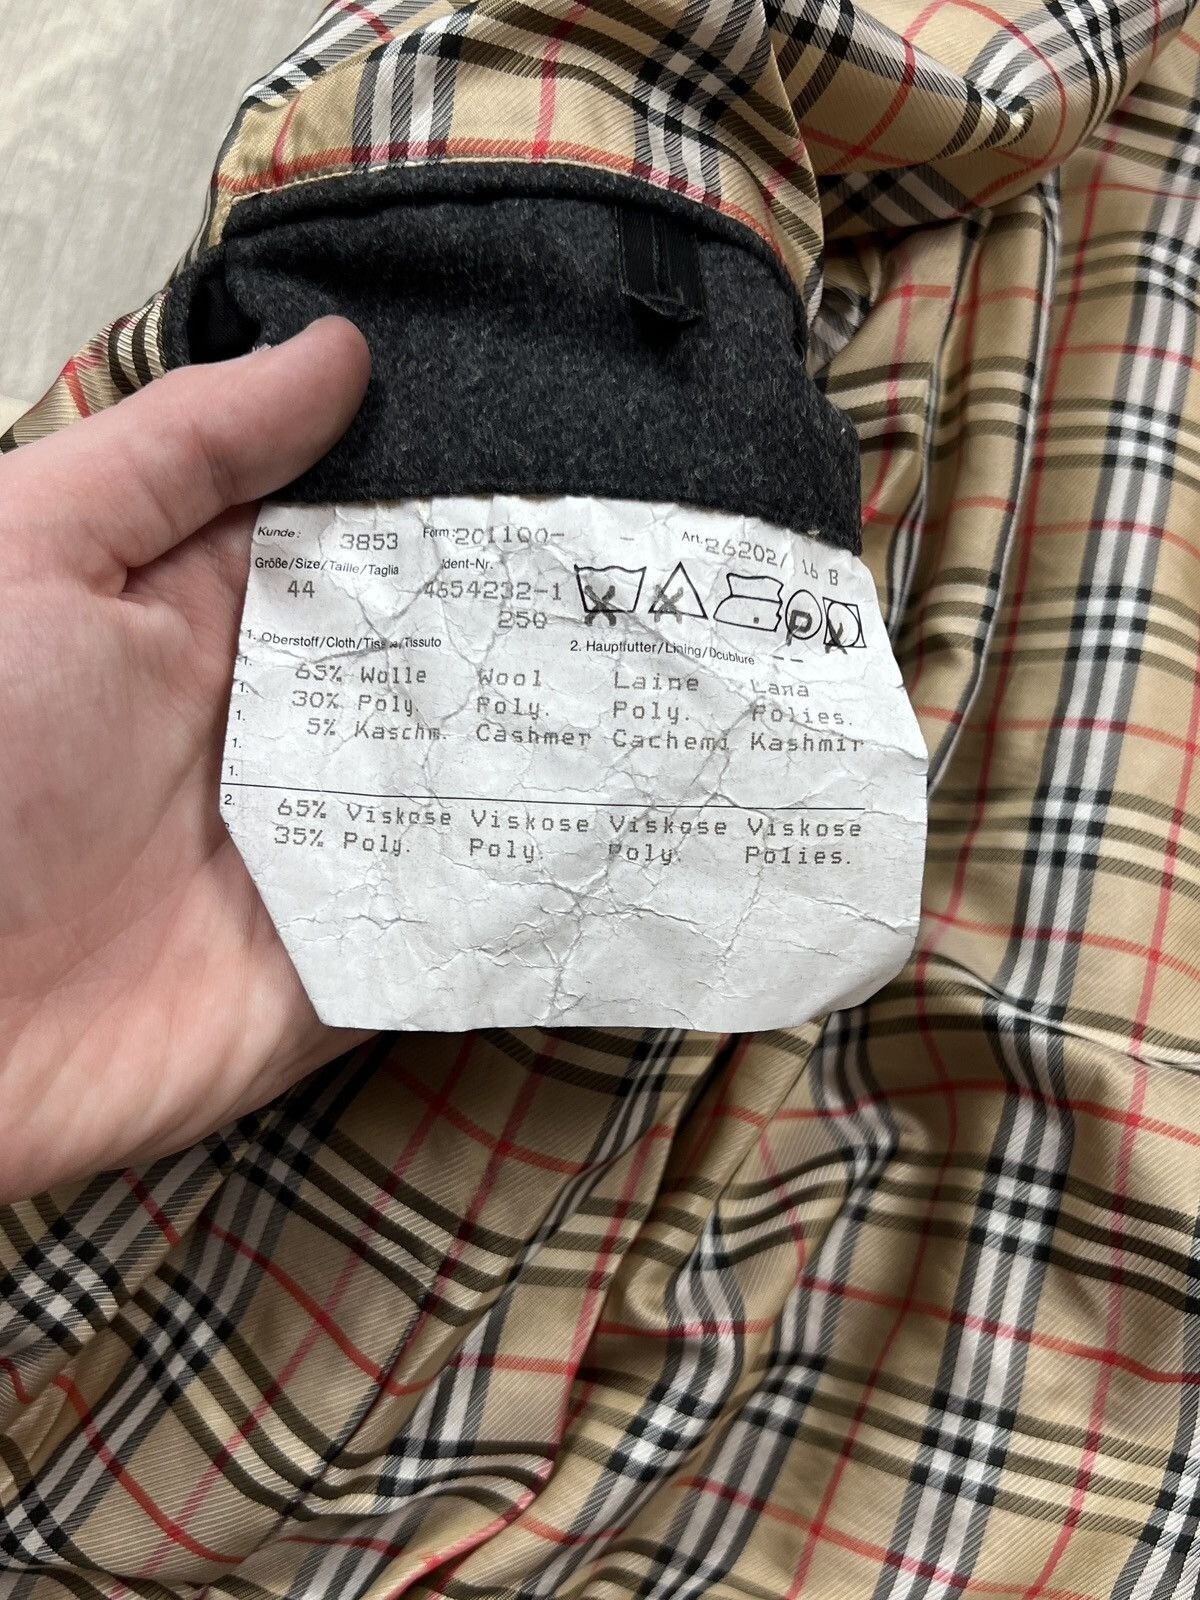 Kunde: 3853 Form: 201100- - Art. 26202/ 16 B
Größe/Size/Taille/Taglia Ident-Nr.
44 4654232-1
250
1. Oberstoff/Cloth/Tissu/Tissuto 2. Hauptfutter/Lining/Doublure --
1. 65% Wolle Wool Laine Lana
1. 30% Poly. Poly. Poly. Polies.
1. 5% Kaschm. Cashmer Cachemi Kashmir
1.
1.
2. 65% Viskose Viskose Viskose Viskose
35% Poly. Poly. Poly. Polies.
P